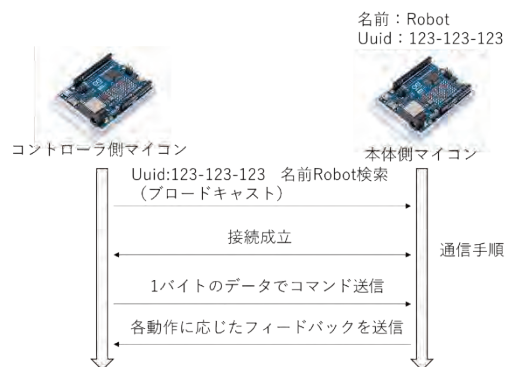 名前：Robot
Uuid：123-123-123
コントローラ側マイコン
本体側マイコン
Uuid:123-123-123　名前Robot検索
（ブロードキャスト）
接続成立
通信手順
1バイトのデータでコマンド送信
各動作に応じたフィードバックを送信